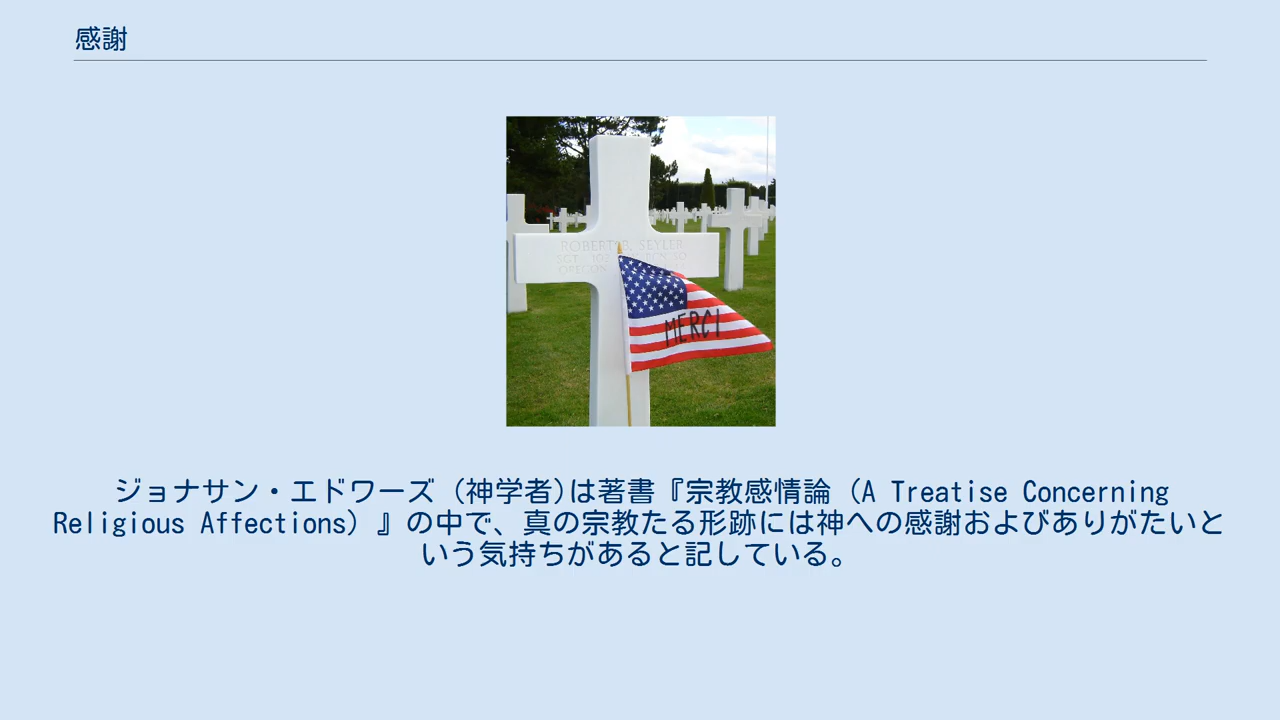 感謝
ROBERT B. SEYLER
OREGON
MERCI
ジョナサン・エドワーズ (神学者)は著書『宗教感情論（A Treatise Concerning
Religious Affections）』の中で、真の宗教たる形跡には神への感謝およびありがたいと
いう気持ちがあると記している。